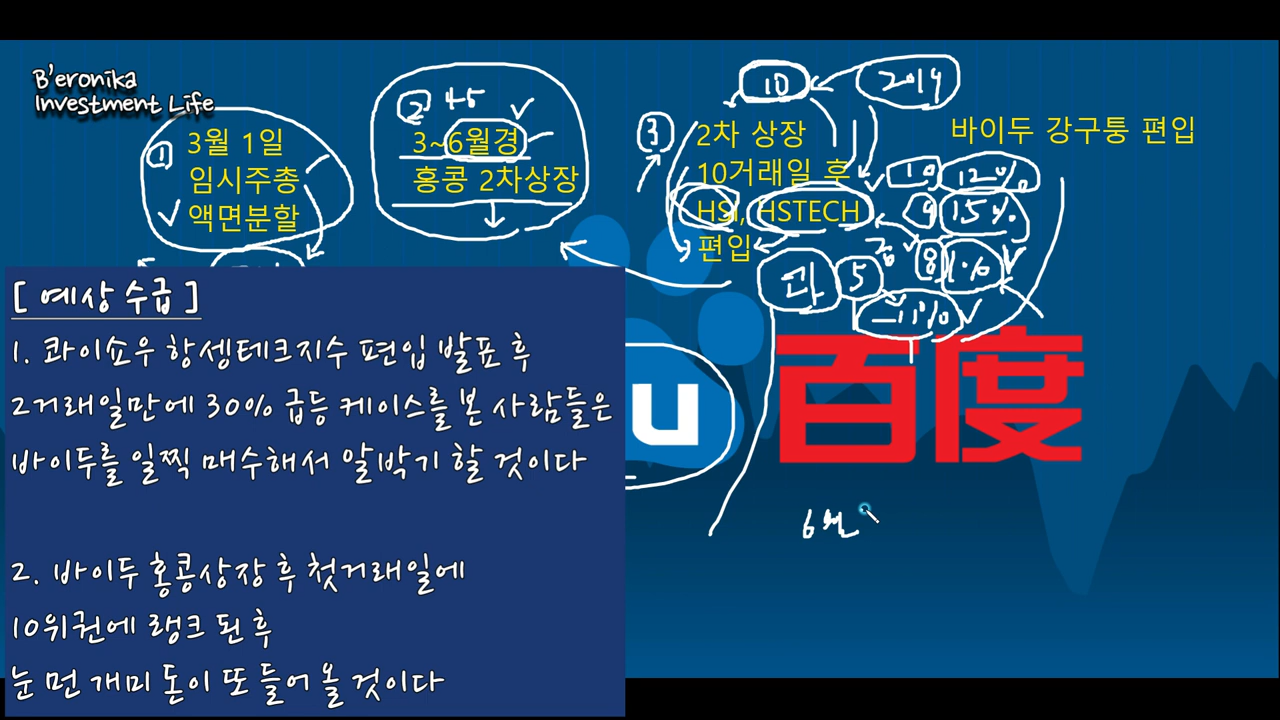 B'eronika
Investment Life
① 3월 1일
임시주총
액면분할
② 4-5
3~6월경
홍콩 2차상장
③
10
2014
2차 상장
10거래일 후
HSI, HSTECH
편입
바이두 강구퉁 편입
10 12%
9 15%
8
5
-11%
[ 예상 수급 ]
1. 콰이쇼우 항셍테크지수 편입 발표 후
2거래일만에 30% 급등 케이스를 본 사람들은
바이두를 일찍 매수해서 알박기 할 것이다
2. 바이두 홍콩상장 후 첫거래일에
10위권에 랭크 된 후
눈 먼 개미 돈이 또 들어 올 것이다
u
百度
6월